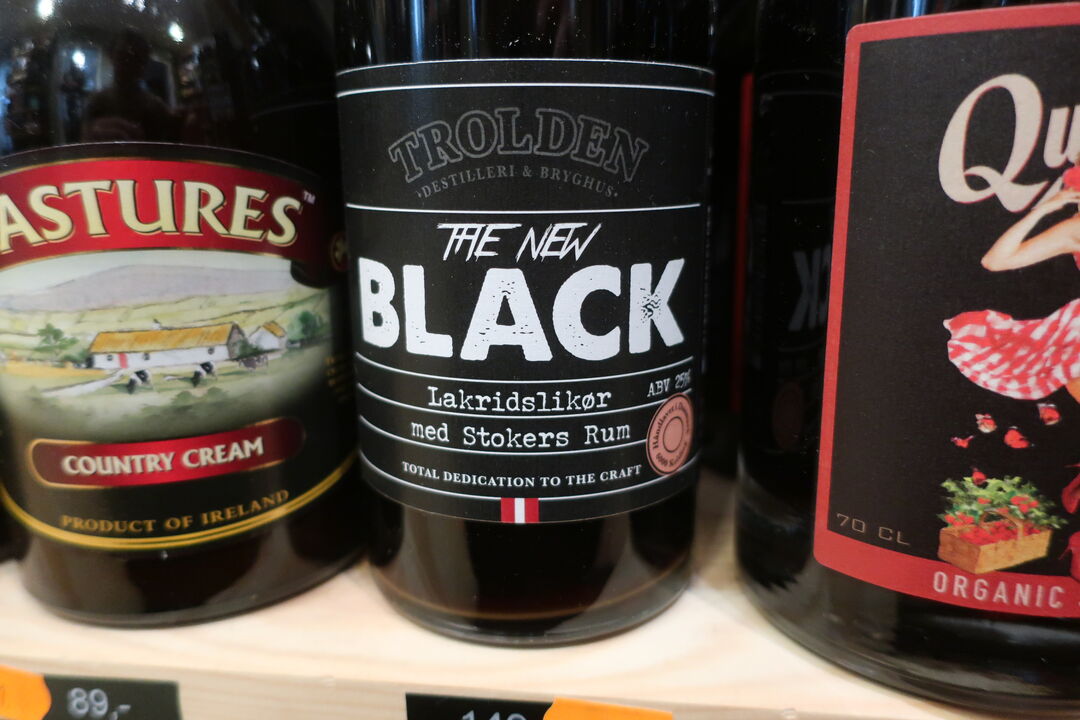 ASTURES™
COUNTRY CREAM
PRODUCT OF IRELAND
TROLDEN
·DESTILLERI & BRYGHUS·
THE NEW
BLACK
Lakridslikør
ABV 25%
med Stokers Rum
TOTAL DEDICATION TO THE CRAFT
Qu
70 CL
ORGANIC
89,-